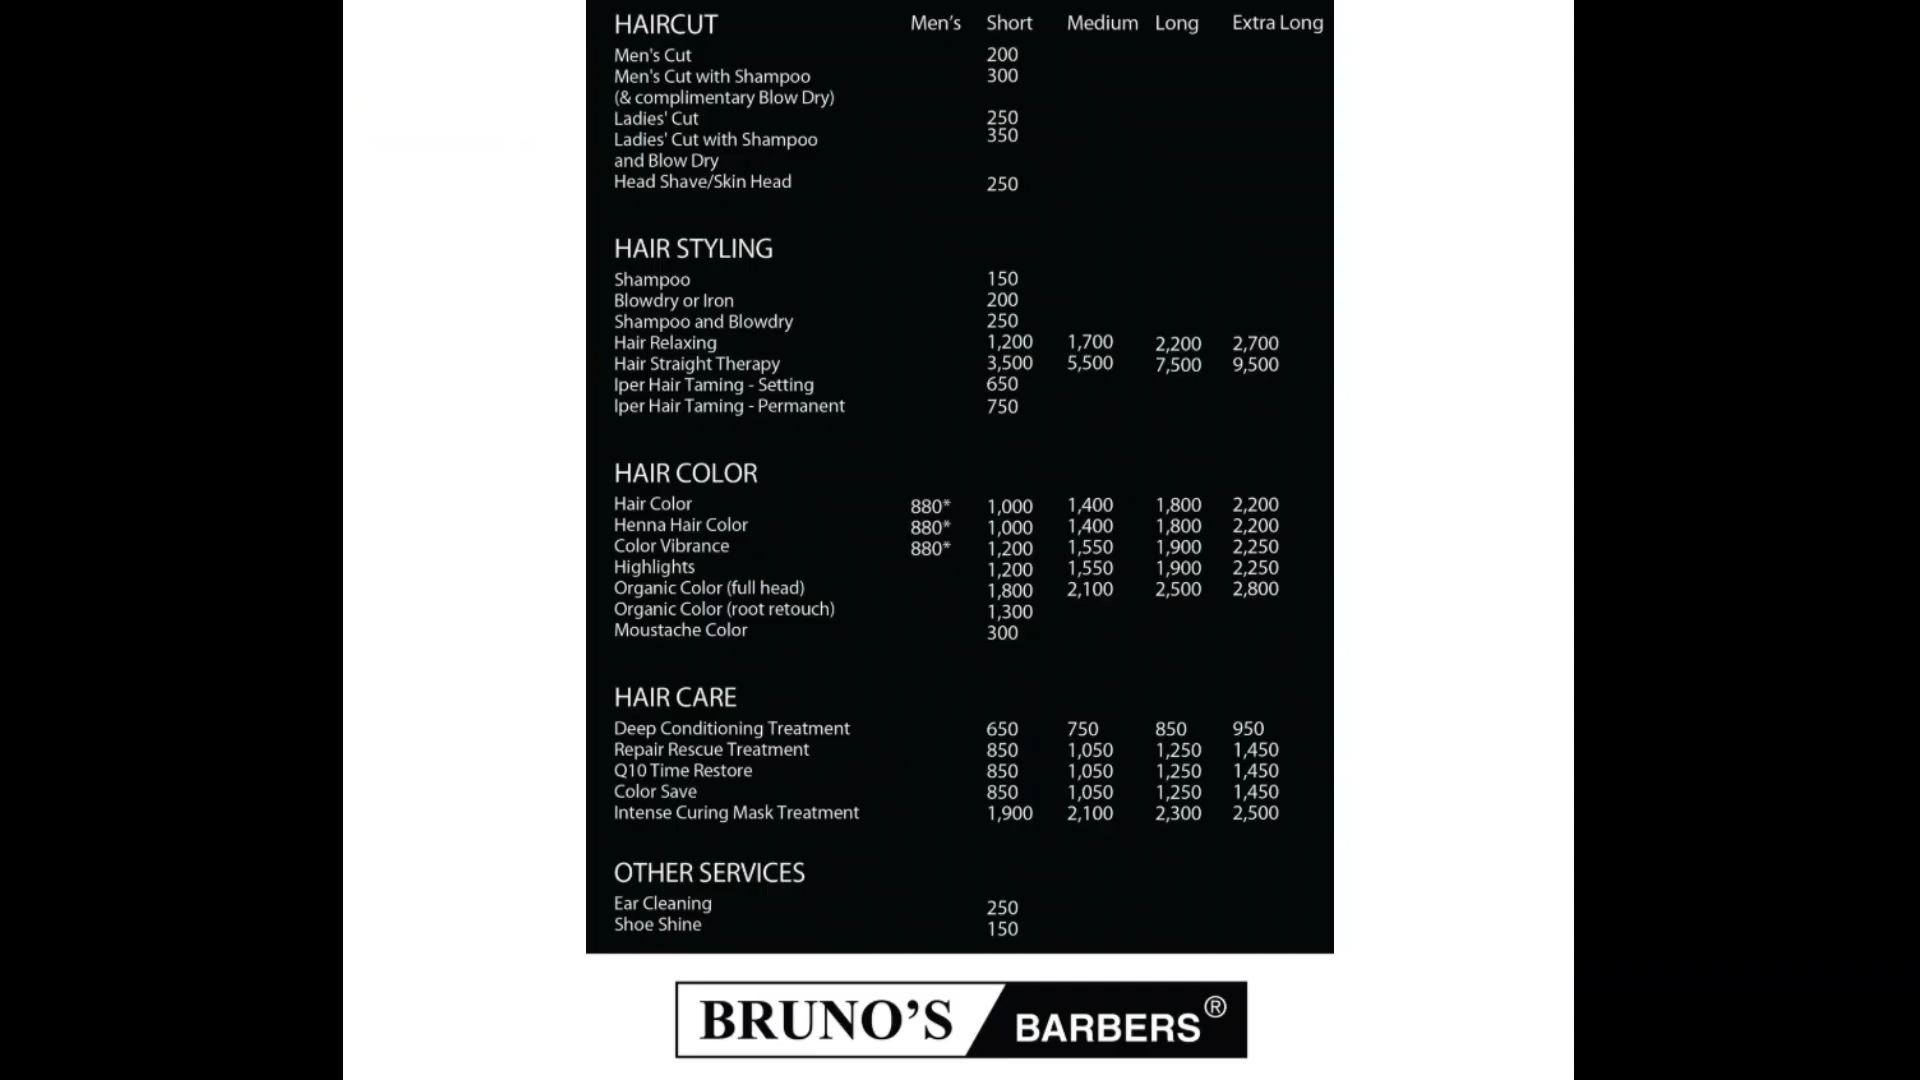 HAIRCUT Men's Short Medium Long Extra Long
Men's Cut 200
Men's Cut with Shampoo 300
(& complimentary Blow Dry)
Ladies' Cut 250
Ladies' Cut with Shampoo 350
and Blow Dry
Head Shave/Skin Head 250
HAIR STYLING
Shampoo 150
Blowdry or Iron 200
Shampoo and Blowdry 250
Hair Relaxing 1,200 1,700 2,200 2,700
Hair Straight Therapy 3,500 5,500 7,500 9,500
Iper Hair Taming - Setting 650
Iper Hair Taming - Permanent 750
HAIR COLOR
Hair Color 880* 1,000 1,400 1,800 2,200
Henna Hair Color 880* 1,000 1,400 1,800 2,200
Color Vibrance 880* 1,200 1,550 1,900 2,250
Highlights 1,200 1,550 1,900 2,250
Organic Color (full head) 1,800 2,100 2,500 2,800
Organic Color (root retouch) 1,300
Moustache Color 300
HAIR CARE
Deep Conditioning Treatment 650 750 850 950
Repair Rescue Treatment 850 1,050 1,250 1,450
Q10 Time Restore 850 1,050 1,250 1,450
Color Save 850 1,050 1,250 1,450
Intense Curing Mask Treatment 1,900 2,100 2,300 2,500
OTHER SERVICES
Ear Cleaning 250
Shoe Shine 150
BRUNO'S BARBERS®